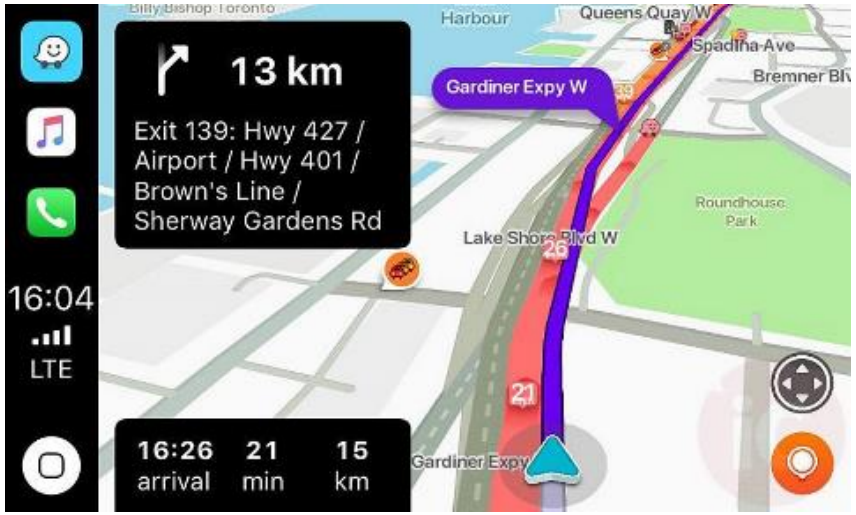 Billy Bishop Toronto
Harbour
Queens Quay W
Spadina Ave
Bremner Blv
13 km
Exit 139: Hwy 427 /
Airport / Hwy 401 /
Brown's Line /
Sherway Gardens Rd
Gardiner Expy W
39
Roundhouse
Park
Lake Shore Blvd W
26
16:04
LTE
21
16:26 21 15
arrival min km
Gardiner Expy